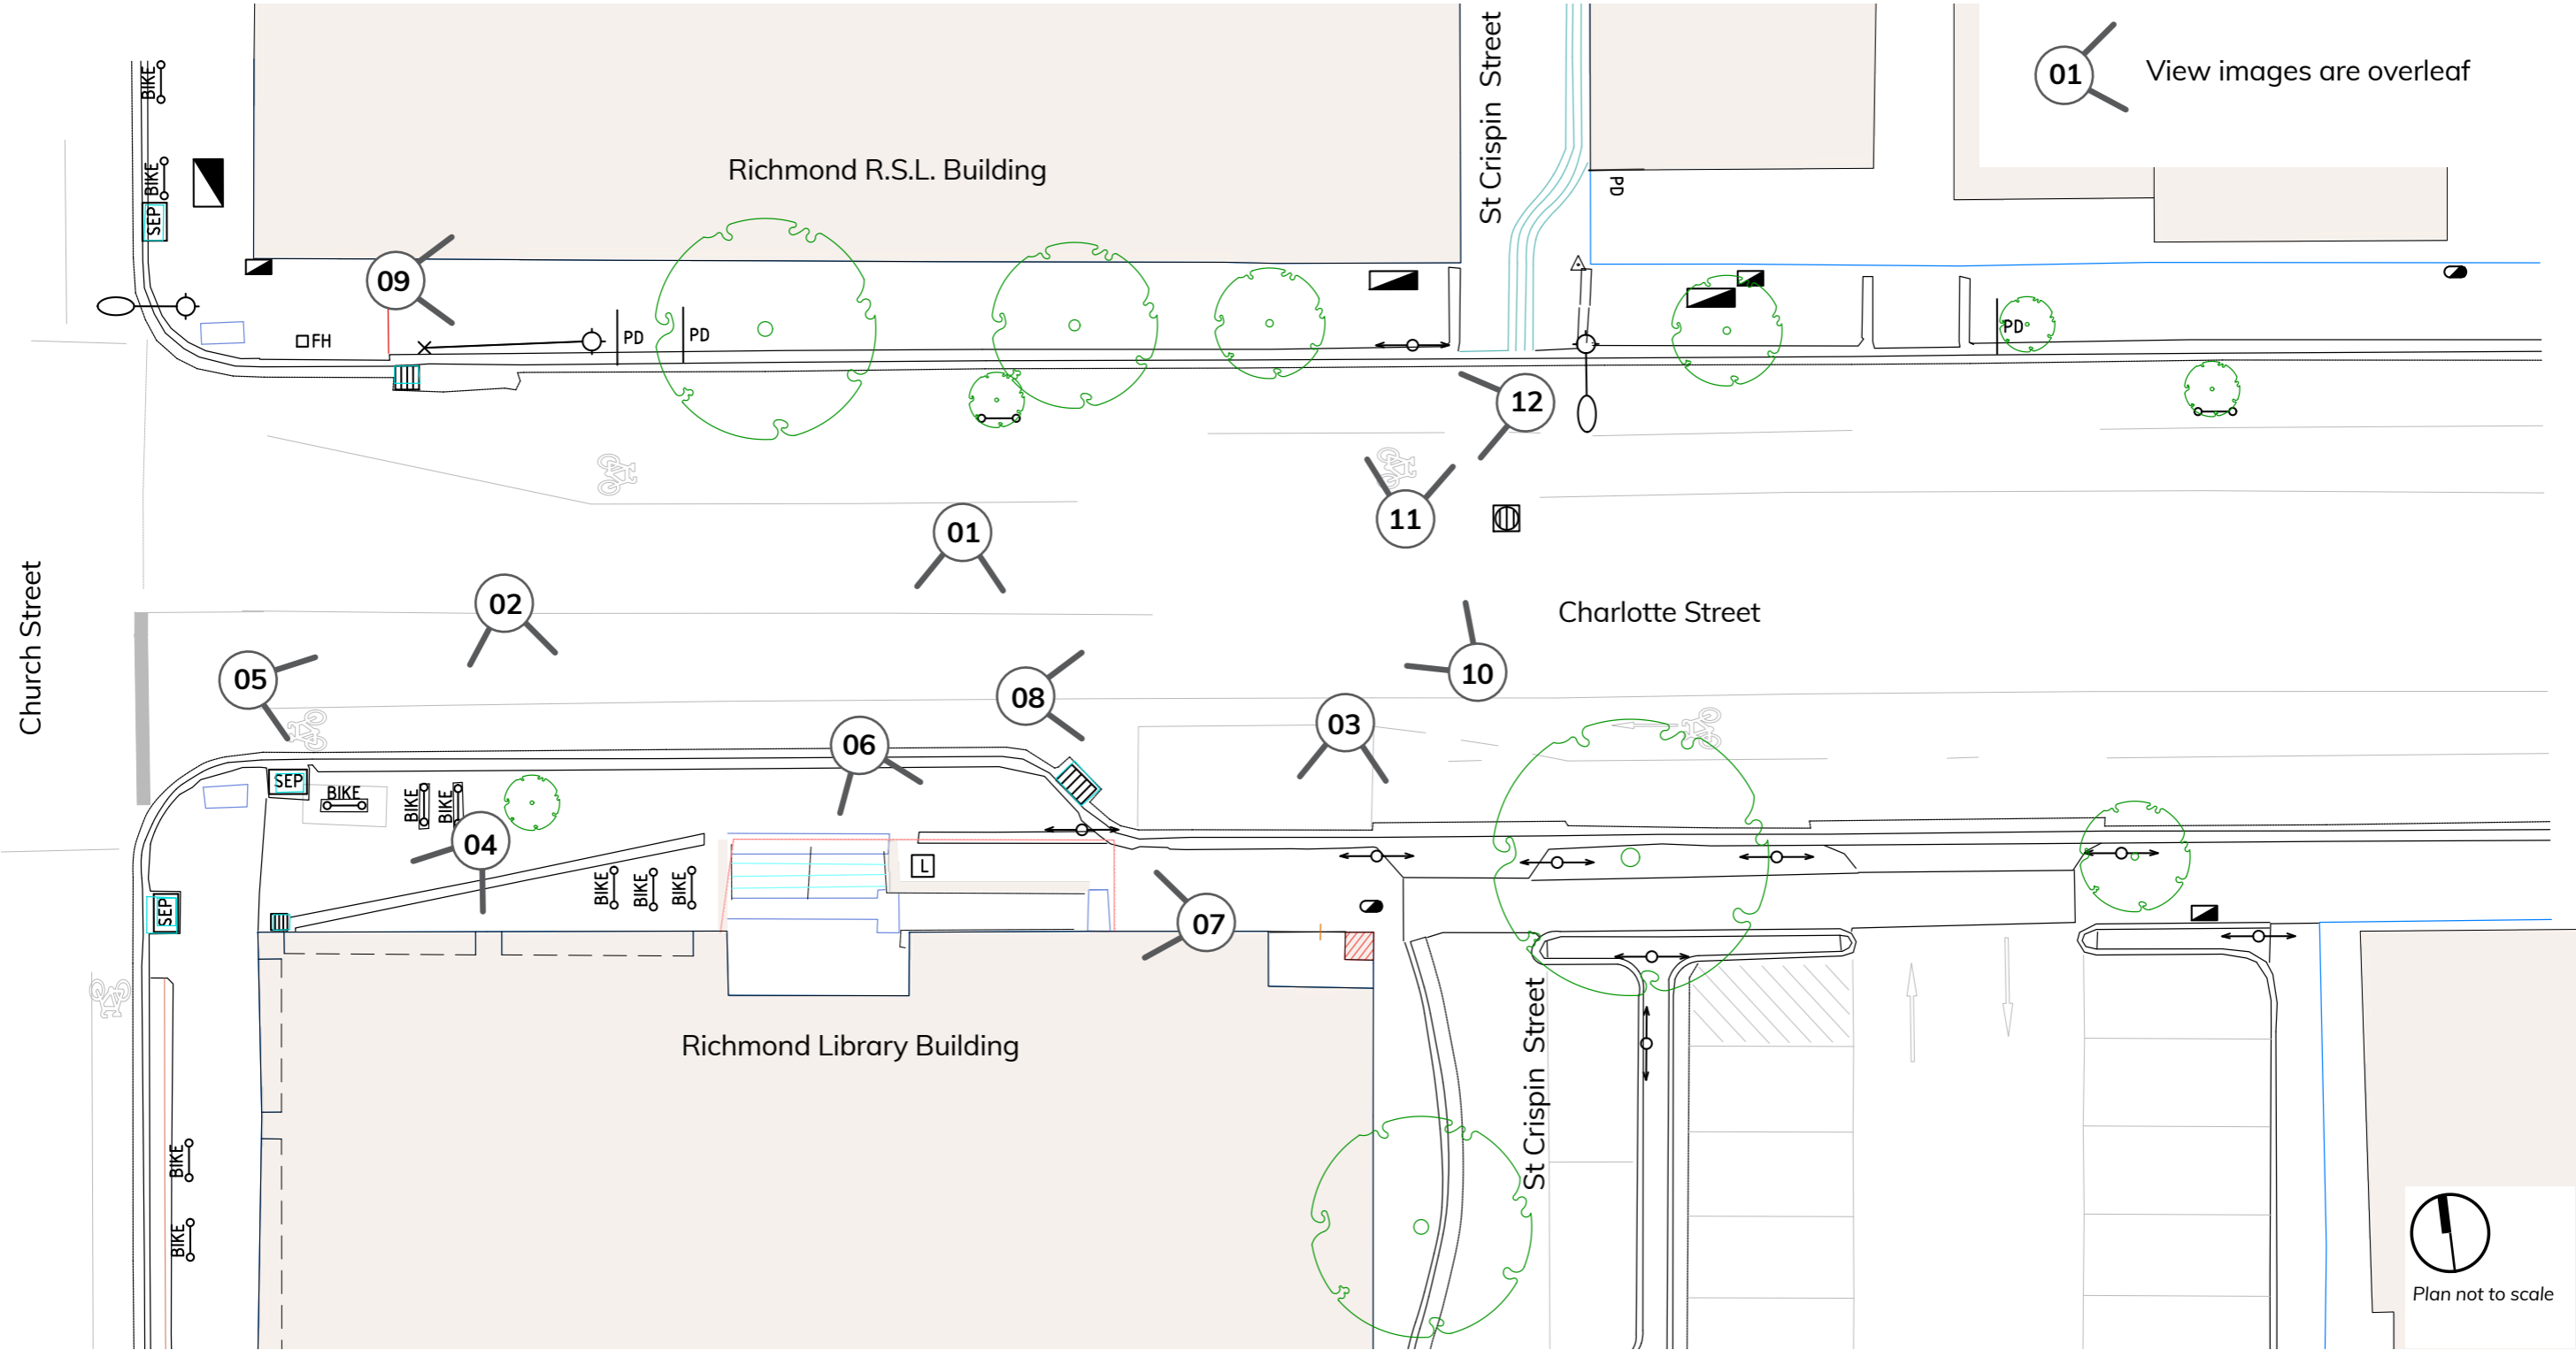 BIKE
BIKE
SEP
Richmond R.S.L. Building
St Crispin Street
PD
01
View images are overleaf
09
FH
PD
PD
PD
12
11
01
Church Street
02
Charlotte Street
05
08
10
03
06
SEP
BIKE
BIKE
BIKE
04
BIKE
BIKE
BIKE
L
07
SEP
Richmond Library Building
St Crispin Street
BIKE
BIKE
Plan not to scale